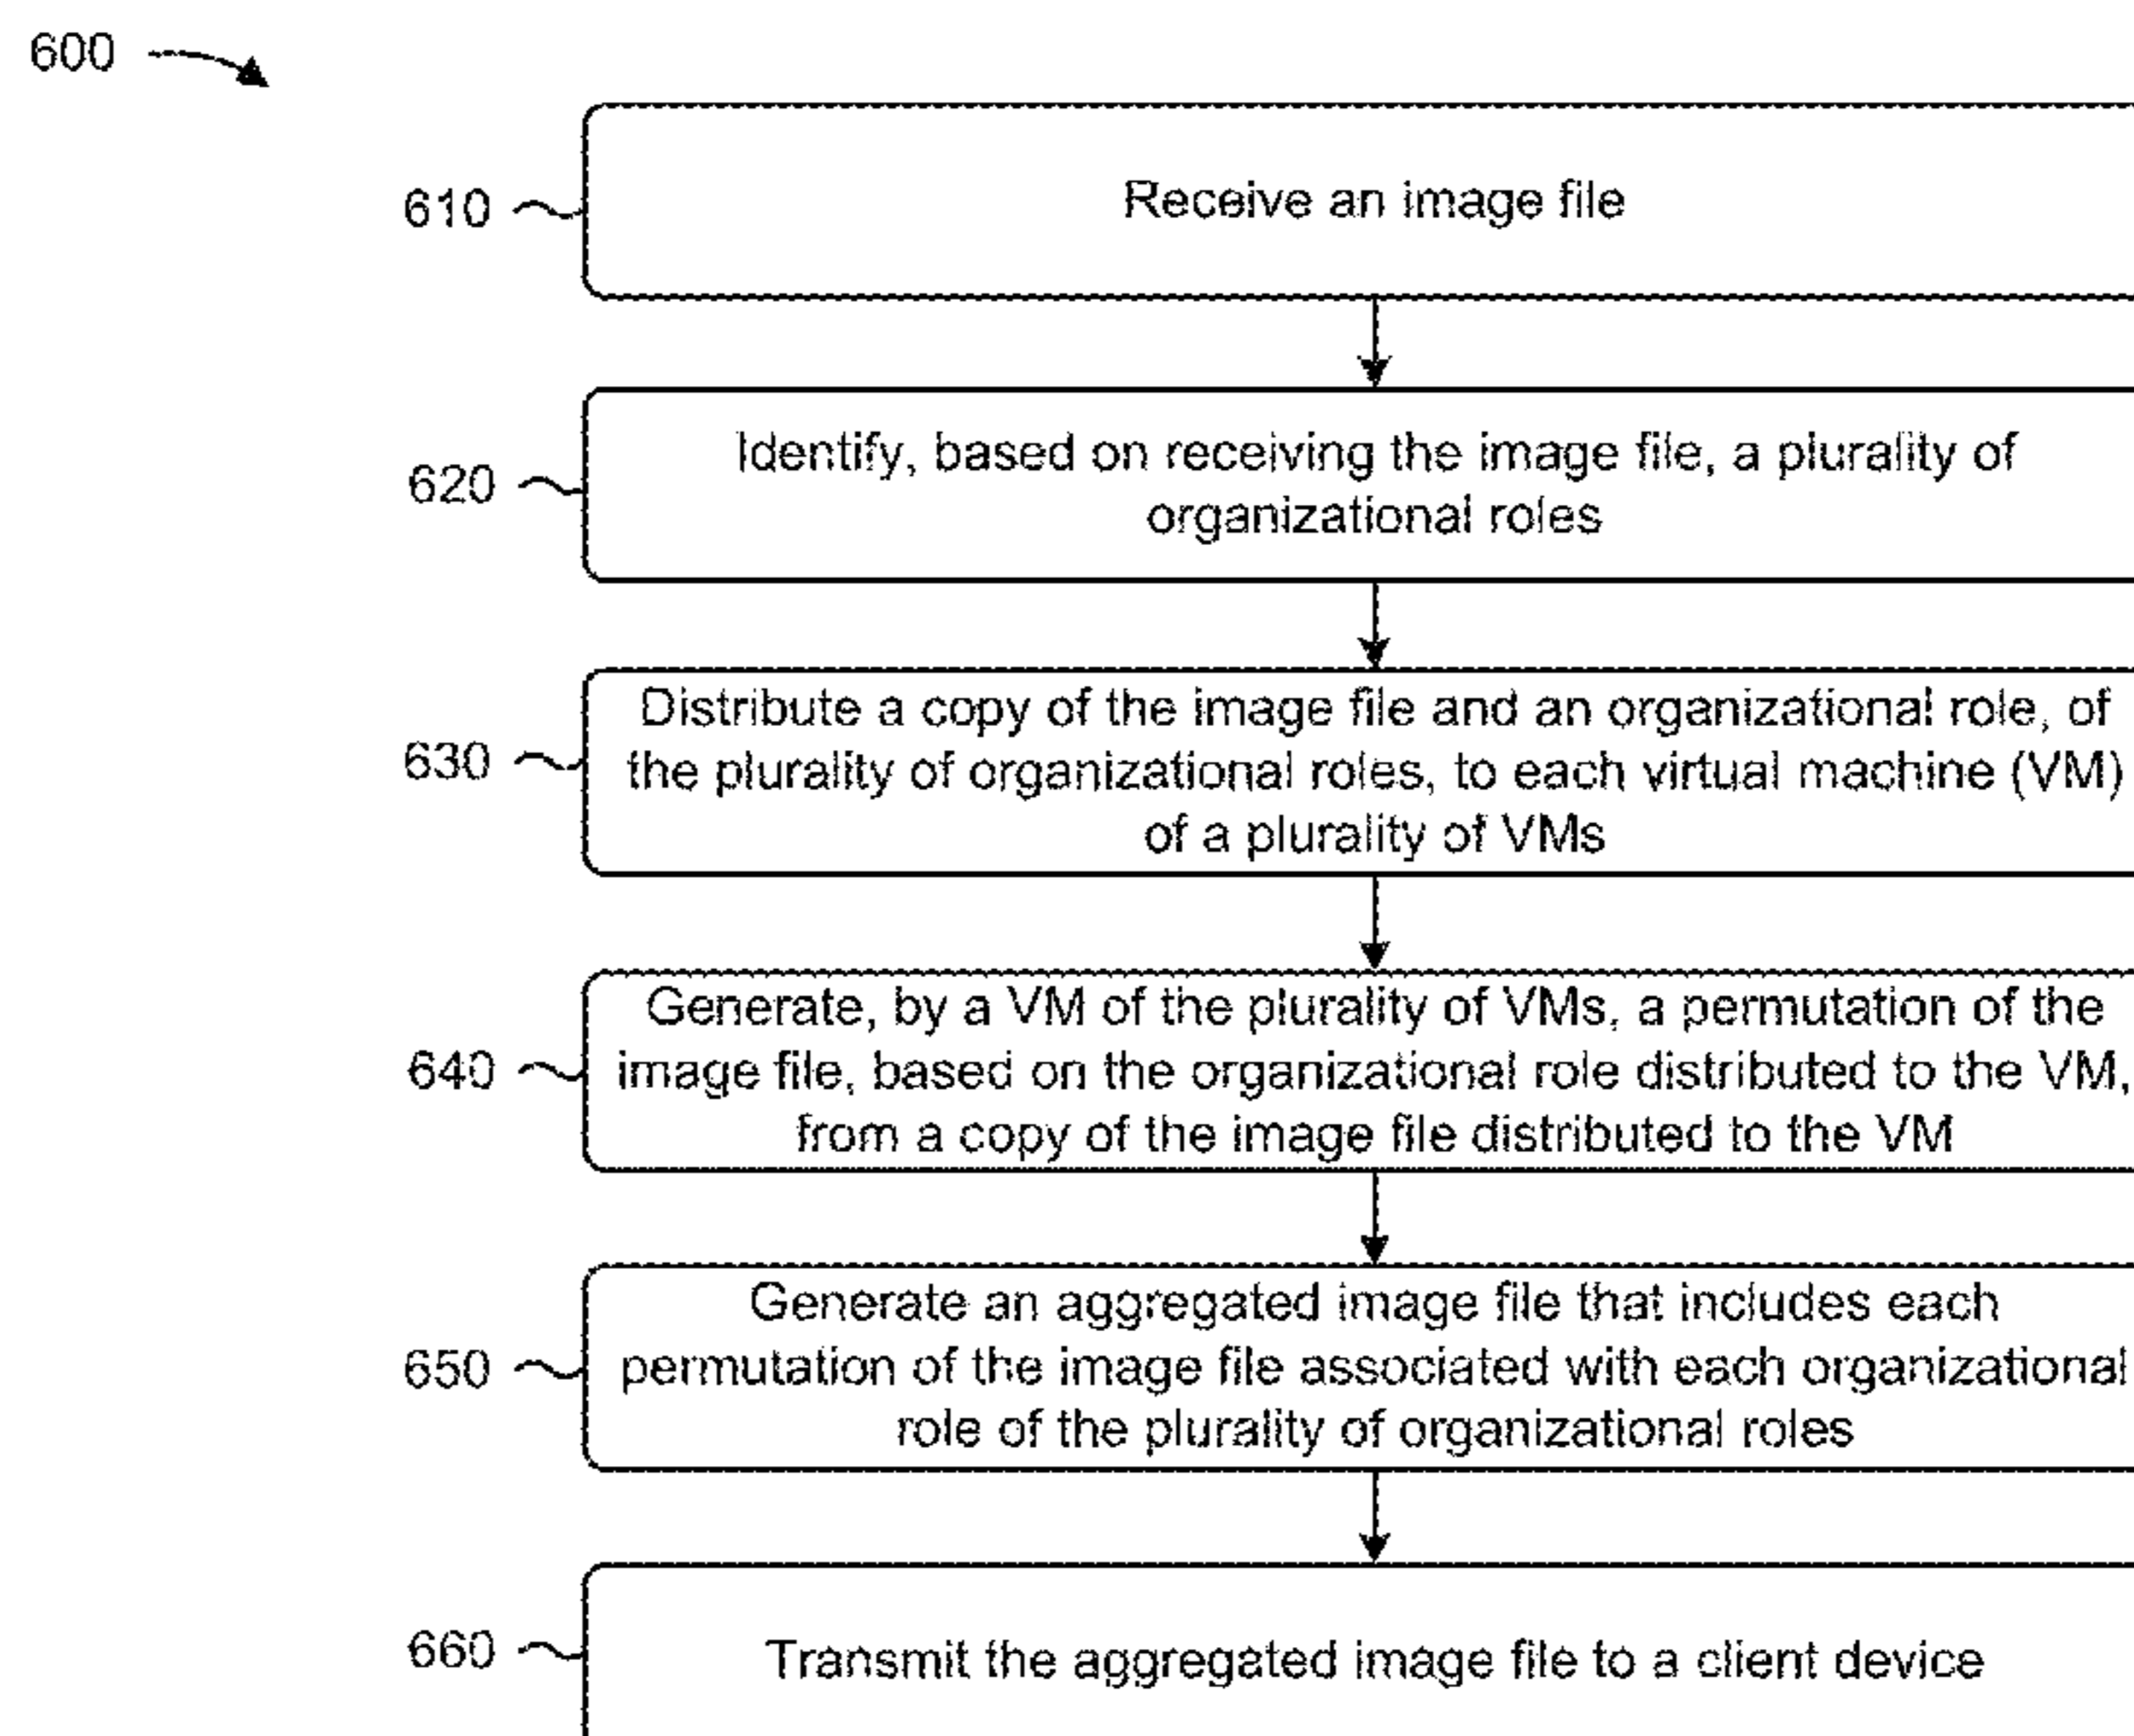 600
610
Receive an image file
620
Identify, based on receiving the image file, a plurality of
organizational roles
630
Distribute a copy of the image file and an organizational role, of
the plurality of organizational roles, to each virtual machine (VM)
of a plurality of VMs
640
Generate, by a VM of the plurality of VMs, a permutation of the
image file, based on the organizational role distributed to the VM,
from a copy of the image file distributed to the VM
650
Generate an aggregated image file that includes each
permutation of the image file associated with each organizational
role of the plurality of organizational roles
660
Transmit the aggregated image file to a client device